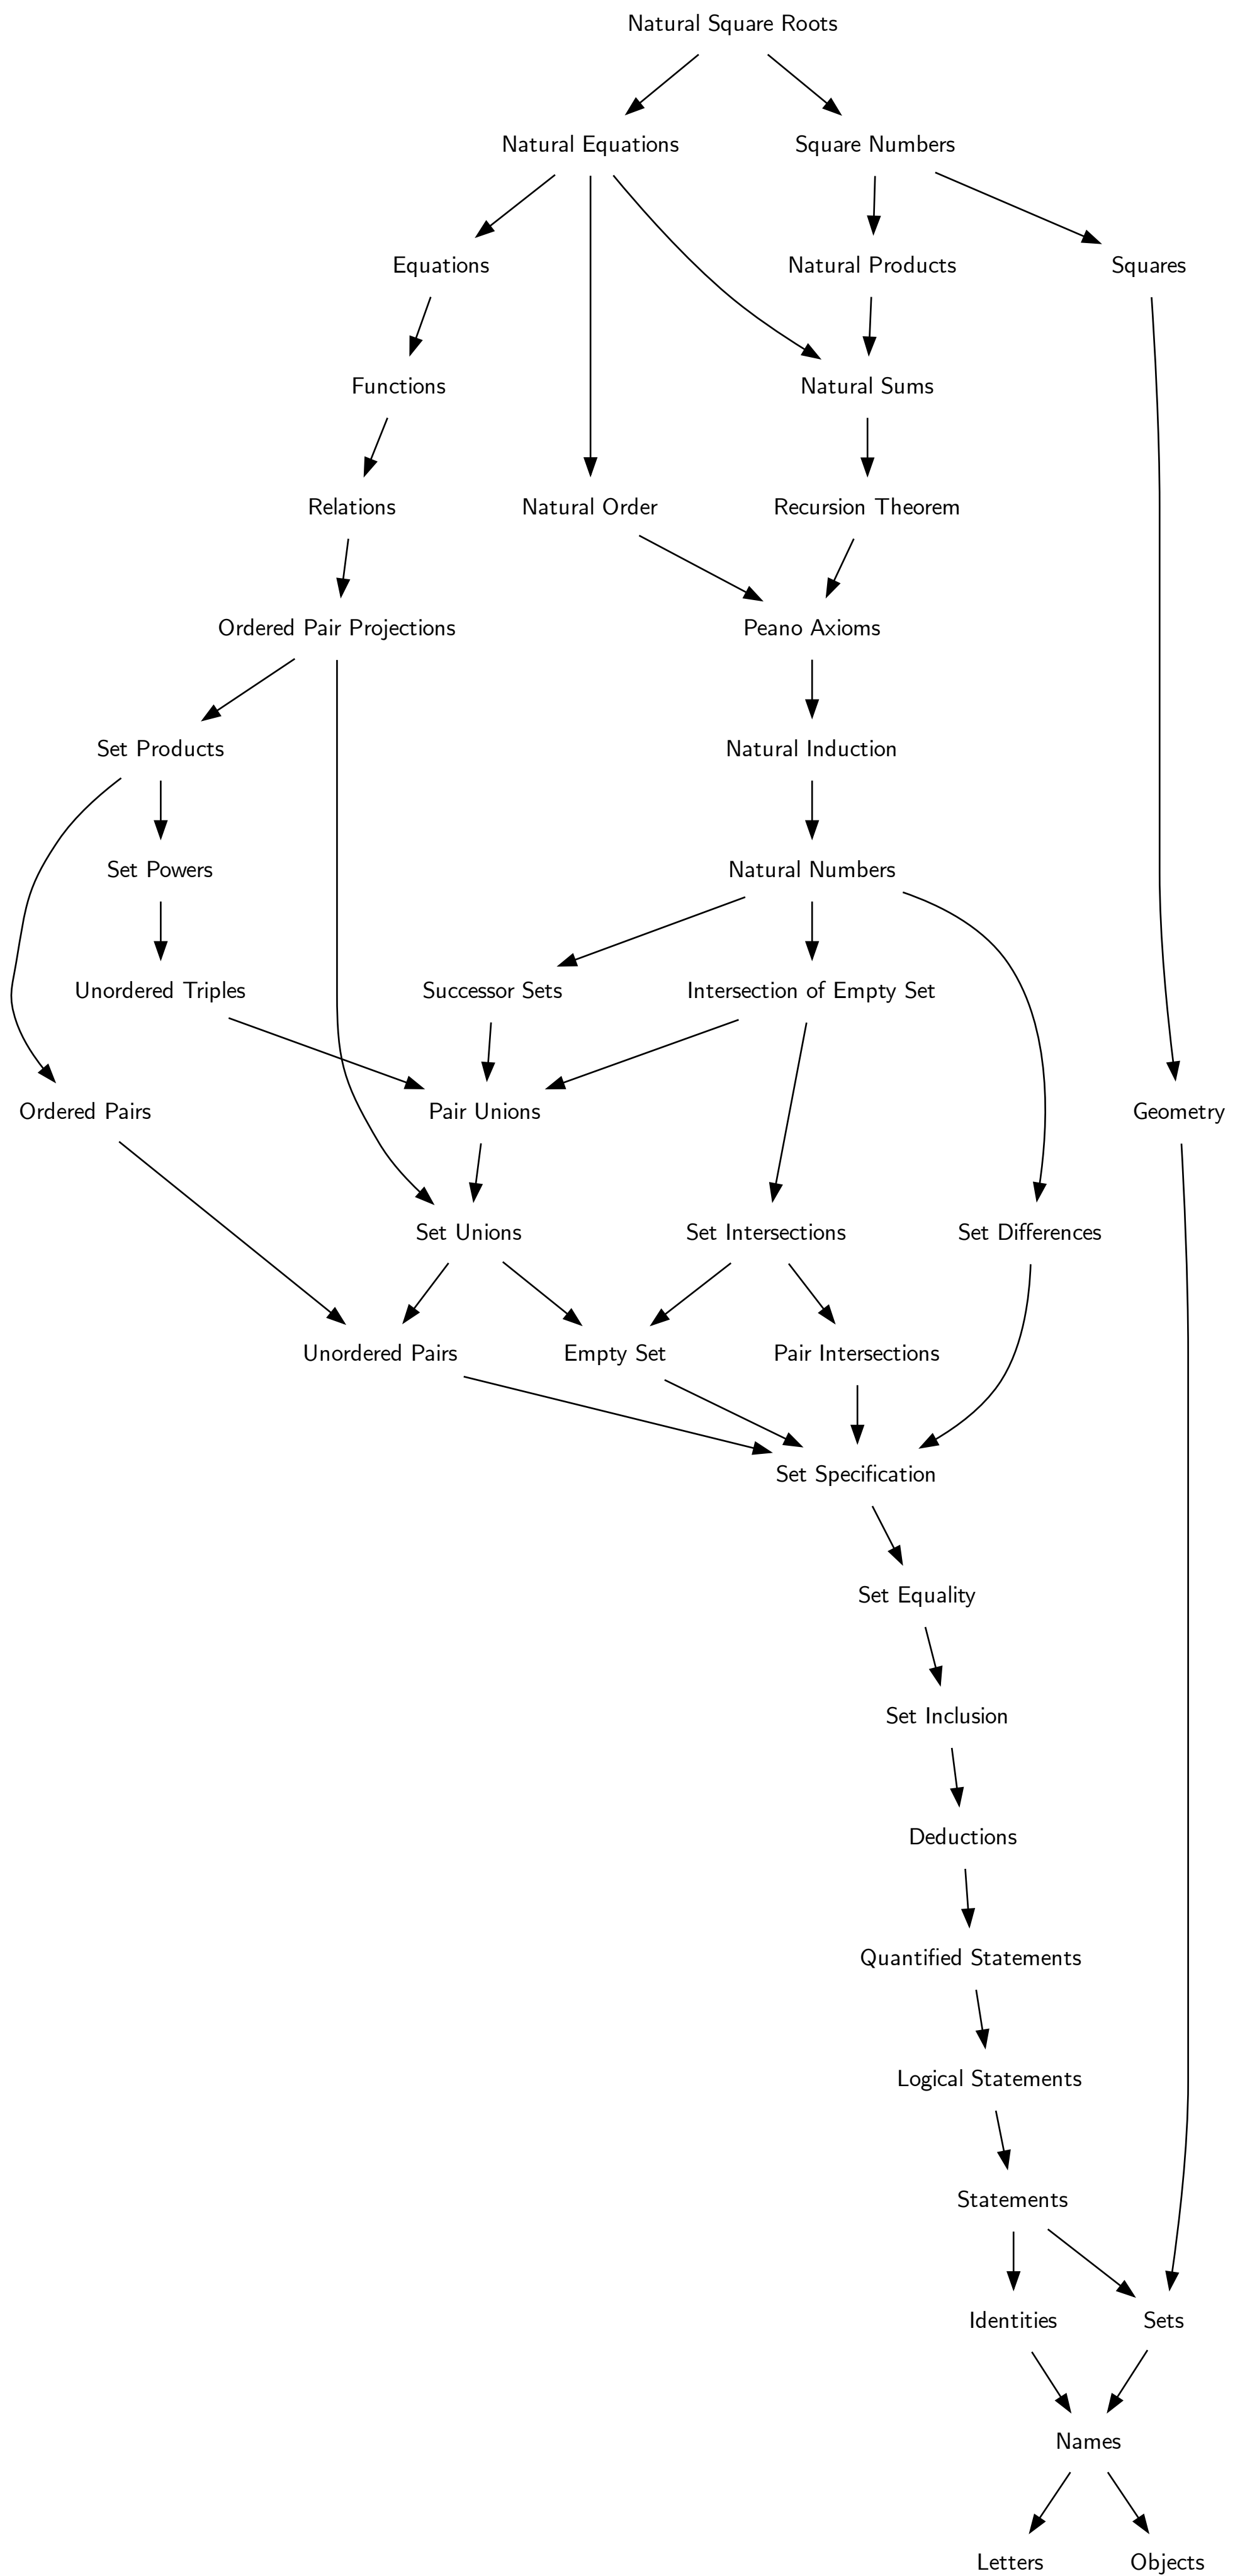 Natural Square Roots
Natural Equations
Square Numbers
Equations
Natural Products
Squares
Functions
Natural Sums
Relations
Natural Order
Recursion Theorem
Ordered Pair Projections
Peano Axioms
Set Products
Natural Induction
Set Powers
Natural Numbers
Unordered Triples
Successor Sets
Intersection of Empty Set
Ordered Pairs
Pair Unions
Geometry
Set Unions
Set Intersections
Set Differences
Unordered Pairs
Empty Set
Pair Intersections
Set Specification
Set Equality
Set Inclusion
Deductions
Quantified Statements
Logical Statements
Statements
Identities
Sets
Names
Letters
Objects